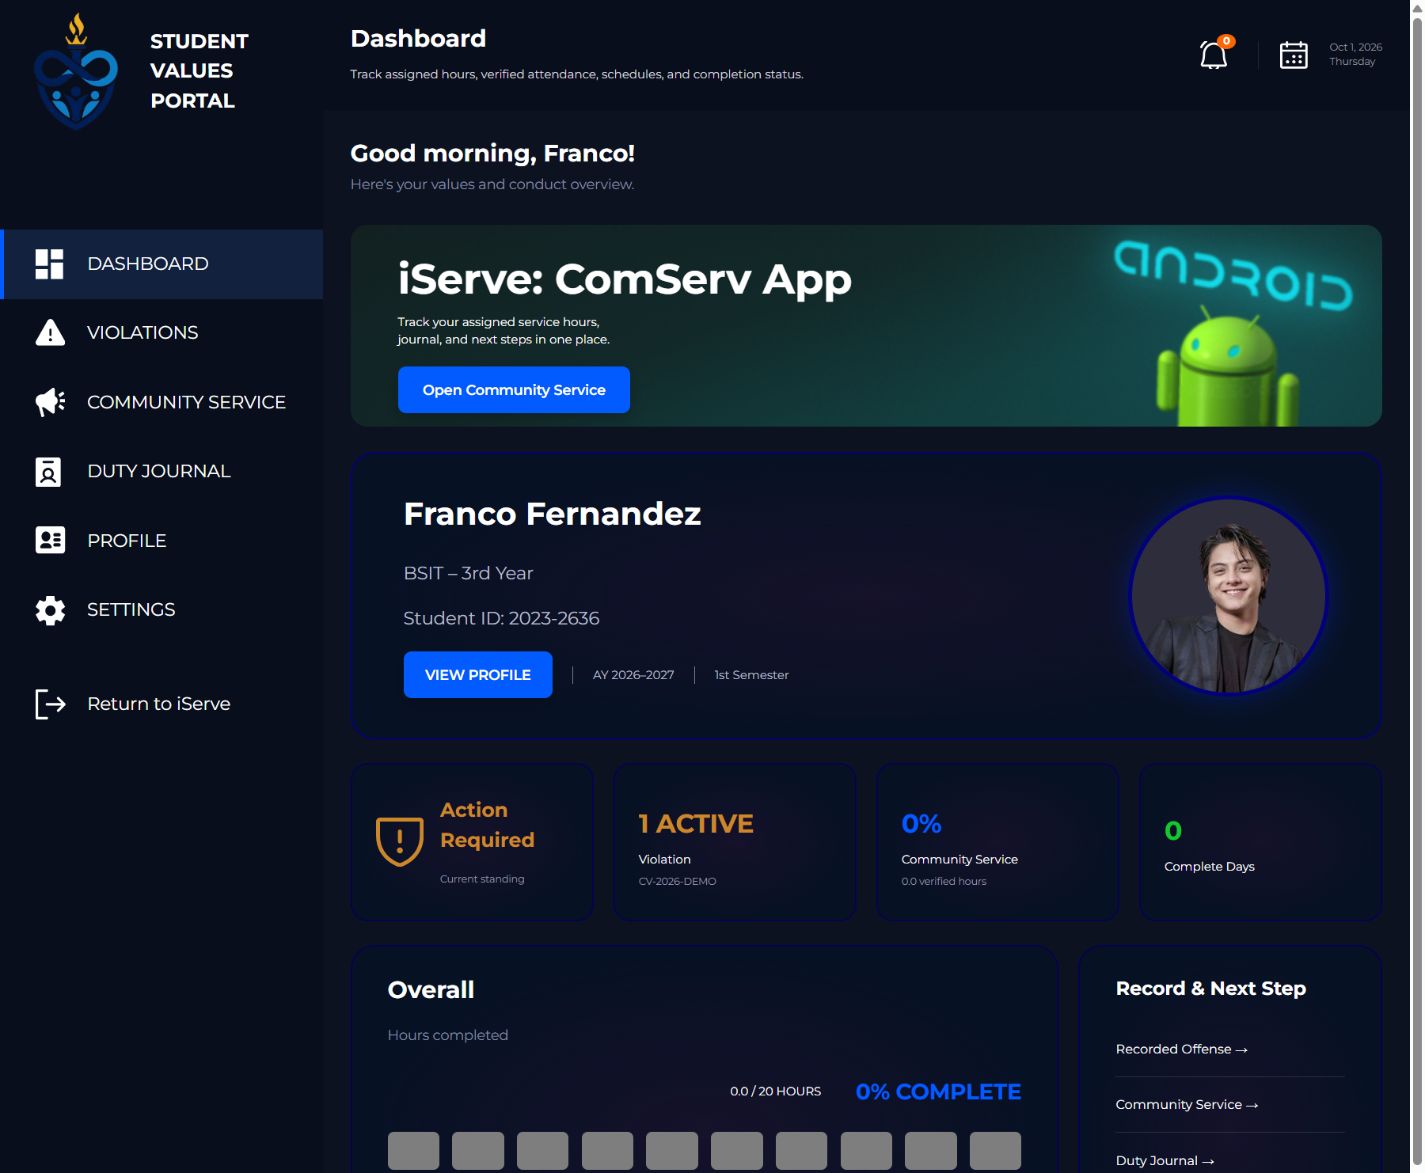 STUDENT
VALUES
PORTAL
DASHBOARD
VIOLATIONS
COMMUNITY SERVICE
DUTY JOURNAL
PROFILE
SETTINGS
Return to iServe
Dashboard
Track assigned hours, verified attendance, schedules, and completion status.
0
Oct 1, 2026
Thursday
Good morning, Franco!
Here's your values and conduct overview.
iServe: ComServ App
Track your assigned service hours,
journal, and next steps in one place.
Open Community Service
ANDROID
Franco Fernandez
BSIT – 3rd Year
Student ID: 2023-2636
VIEW PROFILE
AY 2026–2027
1st Semester
Action
Required
Current standing
1 ACTIVE
Violation
CV-2026-DEMO
0%
Community Service
0.0 verified hours
0
Complete Days
Overall
Hours completed
0.0 / 20 HOURS
0% COMPLETE
Record & Next Step
Recorded Offense →
Community Service →
Duty Journal →